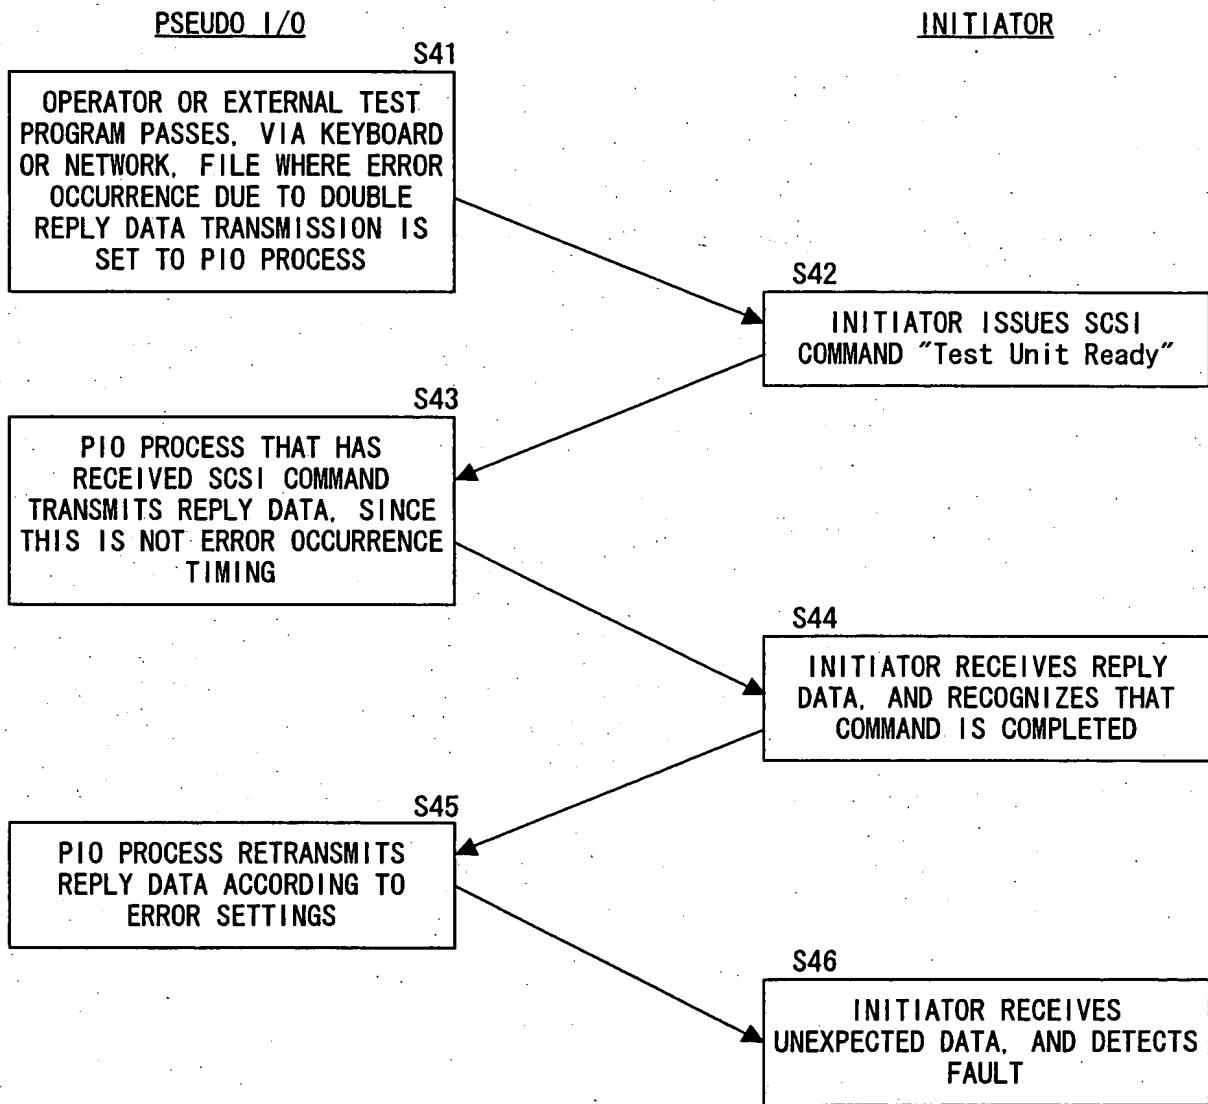 PSEUDO I/O
INITIATOR
S41
OPERATOR OR EXTERNAL TEST
PROGRAM PASSES, VIA KEYBOARD
OR NETWORK, FILE WHERE ERROR
OCCURRENCE DUE TO DOUBLE
REPLY DATA TRANSMISSION IS
SET TO PIO PROCESS
S42
INITIATOR ISSUES SCSI
COMMAND "Test Unit Ready"
S43
PIO PROCESS THAT HAS
RECEIVED SCSI COMMAND
TRANSMITS REPLY DATA, SINCE
THIS IS NOT ERROR OCCURRENCE
TIMING
S44
INITIATOR RECEIVES REPLY
DATA, AND RECOGNIZES THAT
COMMAND IS COMPLETED
S45
PIO PROCESS RETRANSMITS
REPLY DATA ACCORDING TO
ERROR SETTINGS
S46
INITIATOR RECEIVES
UNEXPECTED DATA, AND DETECTS
FAULT